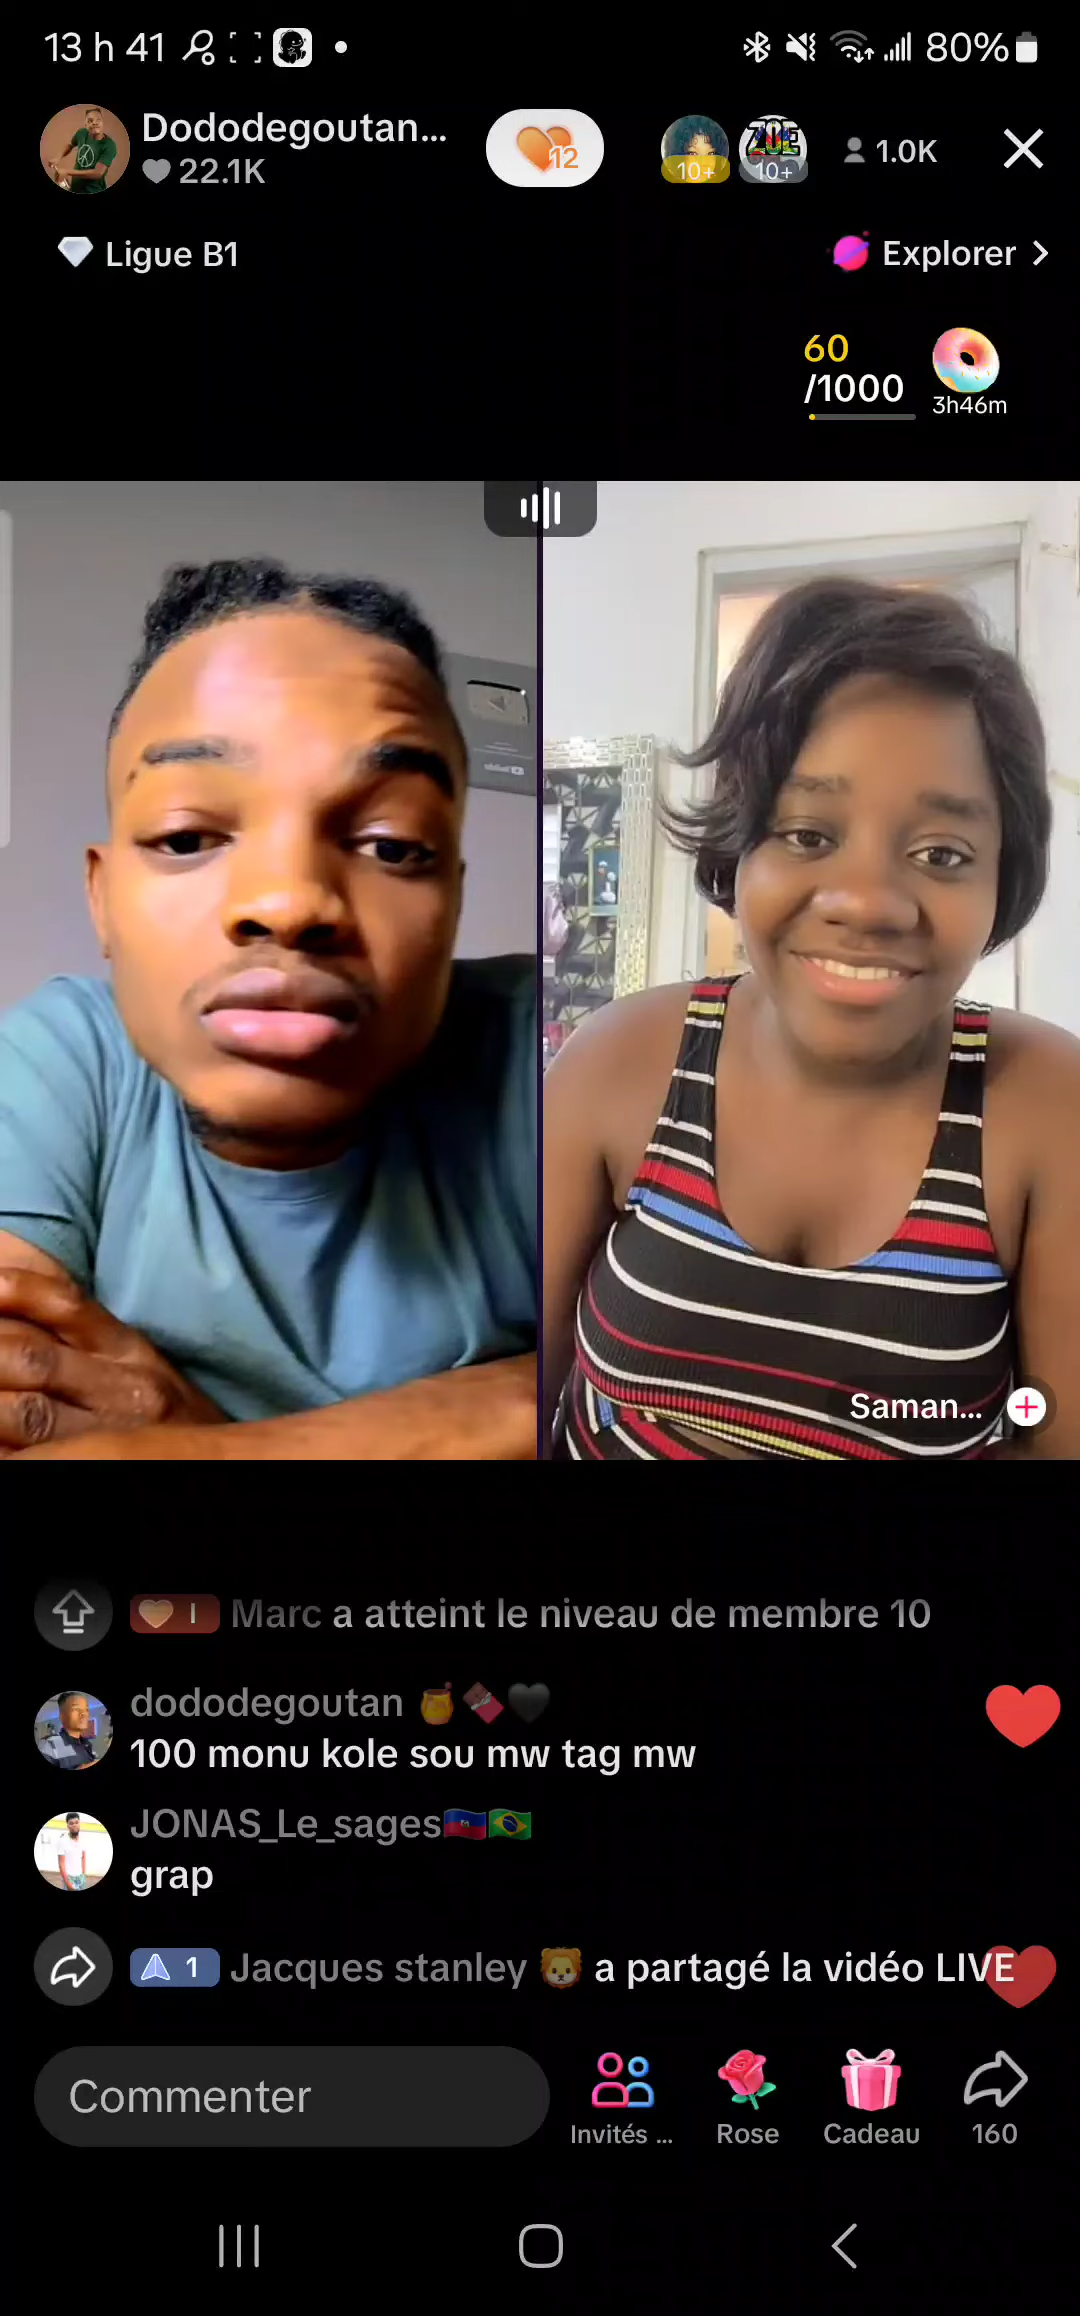 13 h 41
80%
Dododegoutan...
22.1K
12
10+
ZOE
10+
1.0K
Ligue B1
Explorer
60
/1000
3h46m
Saman...
1 Marc a atteint le niveau de membre 10
dododegoutan
100 monu kole sou mw tag mw
JONAS_Le_sages
grap
1 Jacques stanley a partagé la vidéo LIVE
Commenter
Invités ...
Rose
Cadeau
160